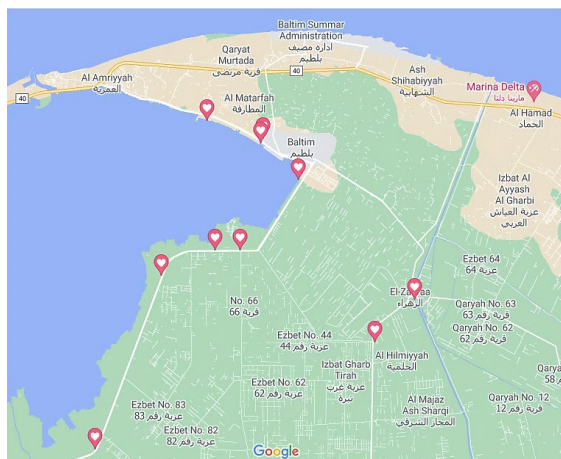 Baltim Summar
Administration
ادارة مصيف
بلطيم
Qaryat
Murtada
قرية مرتضى
40
Ash
Shihabiyyah
الشهابية
Al Amriyyah
العمرية
Marina Delta
مارينا دلتا
40
Al Matarfah
المطارفة
40
Al Hamad
الحماد
Baltim
بلطيم
Izbat Al
Ayyash
Al Gharbi
عزبة العياش
الغربي
Ezbet 64
عزبة 64
El-Za
aa
الزهراء
No. 66
قرية 66
Qaryah No. 63
قرية رقم 63
Qaryah No. 62
قرية رقم 62
Ezbet No. 44
عزبة رقم 44
Al Hilmiyyah
الحلمية
Izbat Gharb
Tirah
عزبة غرب
تيرة
Qaryah
58
Ezbet No. 62
عزبة رقم 62
Ezbet No. 83
عزبة رقم 83
Al Majaz
Ash Sharqi
المجاز الشرقي
Qaryah No. 12
قرية رقم 12
Ezbet No. 82
عزبة رقم 82
Google